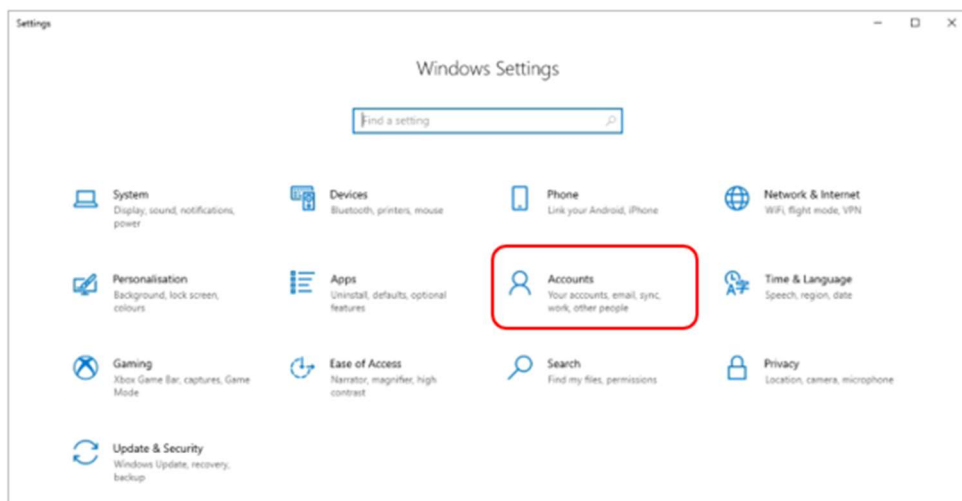 Settings
Windows Settings
Find a setting
System
Display, sound, notifications,
power
Devices
Bluetooth, printers, mouse
Phone
Link your Android, iPhone
Network & Internet
WiFi, flight mode, VPN
Personalisation
Background, lock screen,
colours
Apps
Uninstall, defaults, optional
features
Accounts
Your accounts, email, sync,
work, other people
Time & Language
Speech, region, date
Gaming
Xbox Game Bar, captures, Game
Mode
Ease of Access
Narrator, magnifier, high
contrast
Search
Find my files, permissions
Privacy
Location, camera, microphone
Update & Security
Windows Update, recovery,
backup